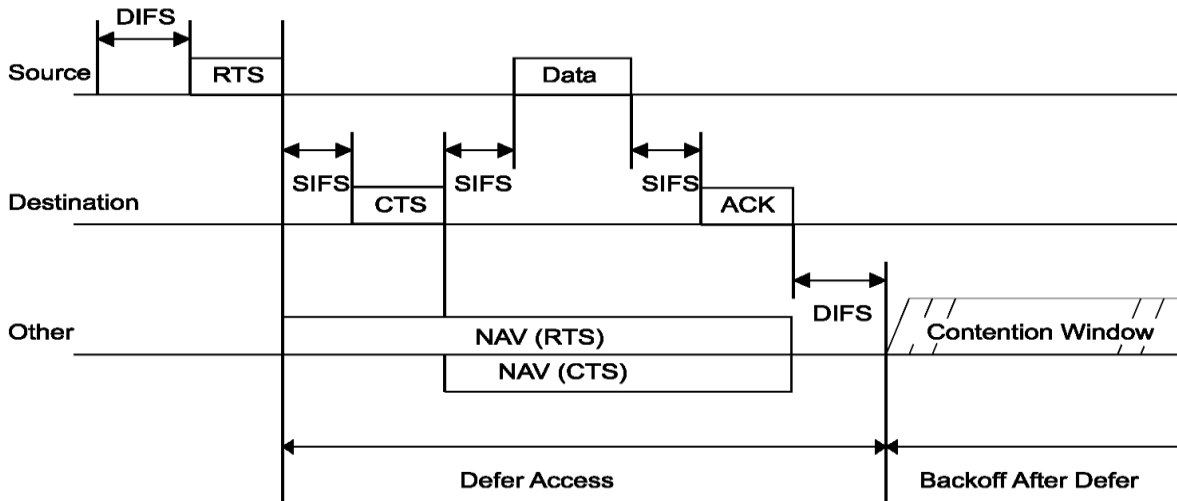 DIFS
Source
RTS
Data
SIFS
SIFS
SIFS
Destination
CTS
ACK
DIFS
Other
NAV (RTS)
Contention Window
NAV (CTS)
Defer Access
Backoff After Defer